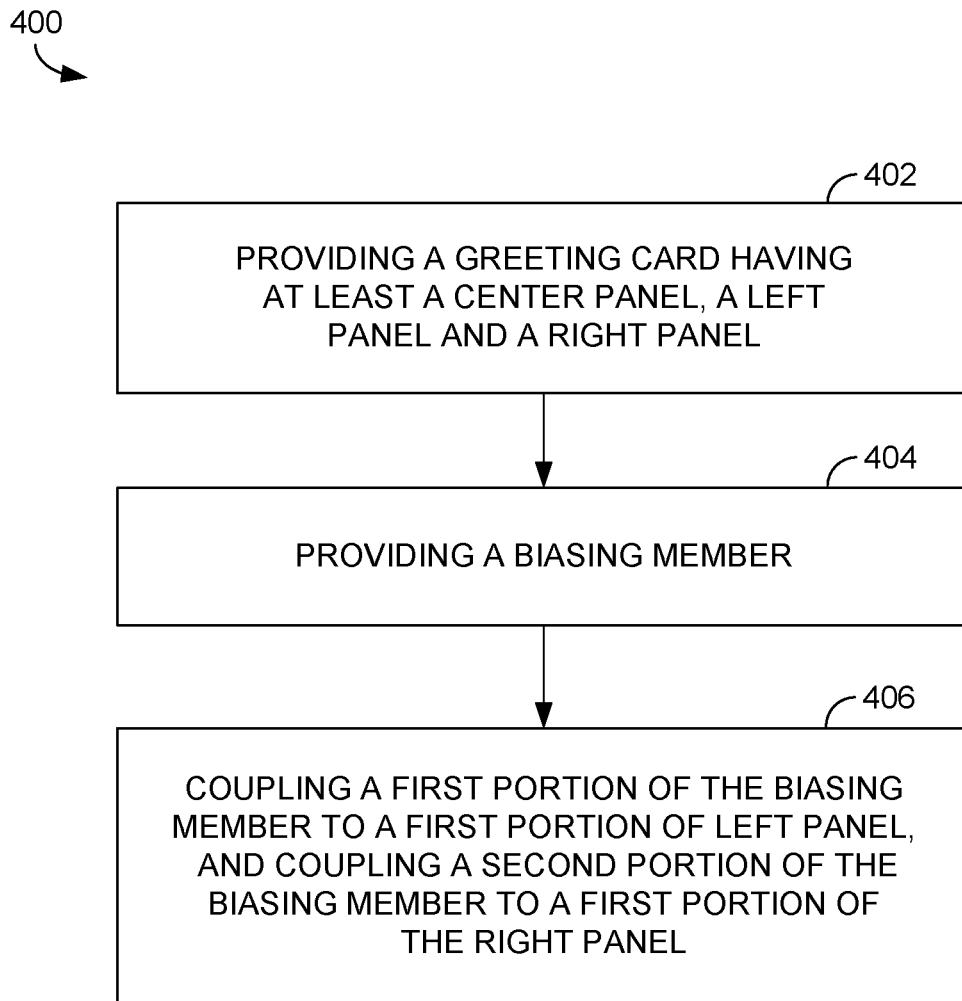 400
402
PROVIDING A GREETING CARD HAVING
AT LEAST A CENTER PANEL, A LEFT
PANEL AND A RIGHT PANEL
404
PROVIDING A BIASING MEMBER
406
COUPLING A FIRST PORTION OF THE BIASING
MEMBER TO A FIRST PORTION OF LEFT PANEL,
AND COUPLING A SECOND PORTION OF THE
BIASING MEMBER TO A FIRST PORTION OF
THE RIGHT PANEL